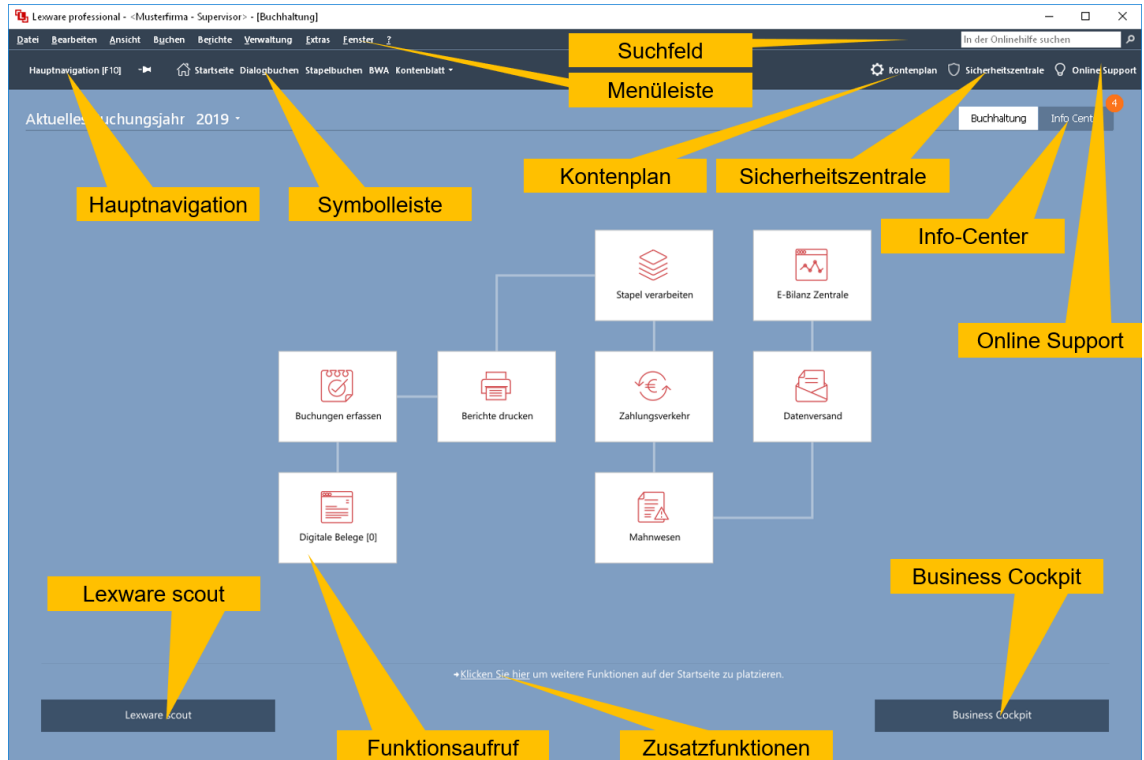 Lexware professional - <Musterfirma - Supervisor> - [Buchhaltung]
Datei Bearbeiten Ansicht Buchen Berichte Verwaltung Extras Fenster ?
In der Onlinehilfe suchen
Suchfeld
Menüleiste
Hauptnavigation [F10] Startseite Dialogbuchen Stapelbuchen BWA Kontenblatt
Kontenplan Sicherheitszentrale Online Support
Aktuelles Buchungsjahr 2019
Buchhaltung Info Center 4
Kontenplan
Sicherheitszentrale
Hauptnavigation
Symbolleiste
Info-Center
Stapel verarbeiten
E-Bilanz Zentrale
Online Support
Buchungen erfassen
Berichte drucken
Zahlungsverkehr
Datenversand
Digitale Belege [0]
Mahnwesen
Lexware scout
Business Cockpit
Klicken Sie hier um weitere Funktionen auf der Startseite zu platzieren.
Lexware scout
Business Cockpit
Funktionsaufruf
Zusatzfunktionen